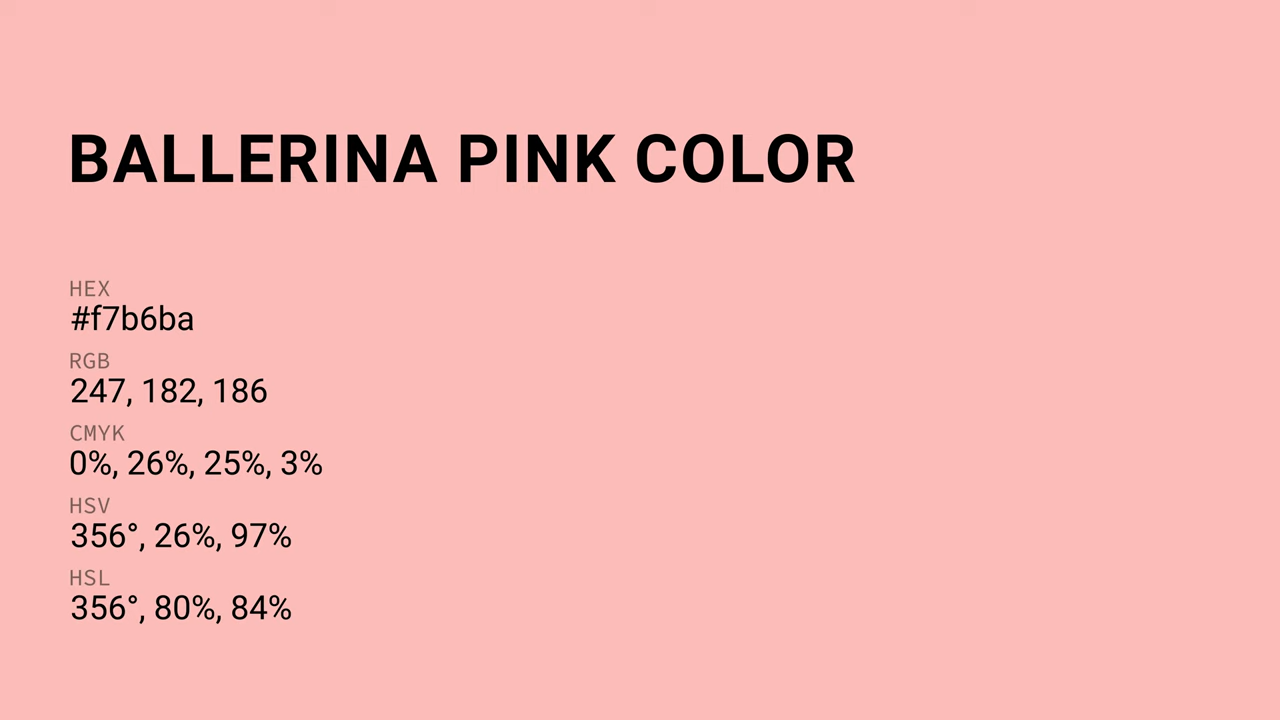 BALLERINA PINK COLOR
HEX
#f7b6ba
RGB
247, 182, 186
CMYK
0%, 26%, 25%, 3%
HSV
356°, 26%, 97%
HSL
356°, 80%, 84%